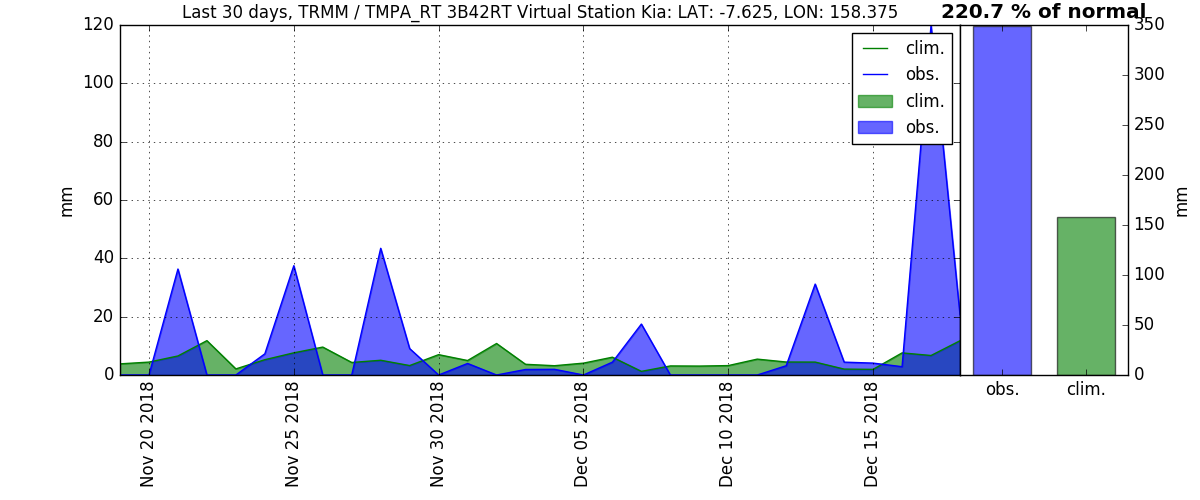 Last 30 days, TRMM / TMPA_RT 3B42RT Virtual Station Kia: LAT: -7.625, LON: 158.375
220.7 % of normal
120
100
80
60
40
20
0
mm
clim.
obs.
clim.
obs.
350
300
250
200
150
100
50
0
mm
Nov 20 2018
Nov 25 2018
Nov 30 2018
Dec 05 2018
Dec 10 2018
Dec 15 2018
obs.
clim.